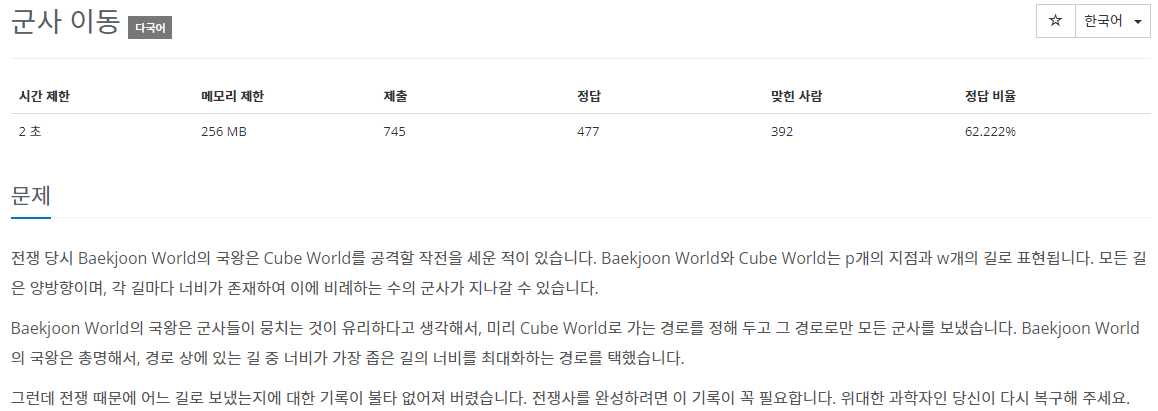 군사 이동 다국어
☆ 한국어
시간 제한 메모리 제한 제출 정답 맞힌 사람 정답 비율
2 초 256 MB 745 477 392 62.222%
문제
전쟁 당시 Baekjoon World의 국왕은 Cube World를 공격할 작전을 세운 적이 있습니다. Baekjoon World와 Cube World는 p개의 지점과 w개의 길로 표현됩니다. 모든 길
은 양방향이며, 각 길마다 너비가 존재하여 이에 비례하는 수의 군사가 지나갈 수 있습니다.
Baekjoon World의 국왕은 군사들이 뭉치는 것이 유리하다고 생각해서, 미리 Cube World로 가는 경로를 정해 두고 그 경로로만 모든 군사를 보냈습니다. Baekjoon World
의 국왕은 총명해서, 경로 상에 있는 길 중 너비가 가장 좁은 길의 너비를 최대화하는 경로를 택했습니다.
그런데 전쟁 때문에 어느 길로 보냈는지에 대한 기록이 불타 없어져 버렸습니다. 전쟁사를 완성하려면 이 기록이 꼭 필요합니다. 위대한 과학자인 당신이 다시 복구해 주세요.